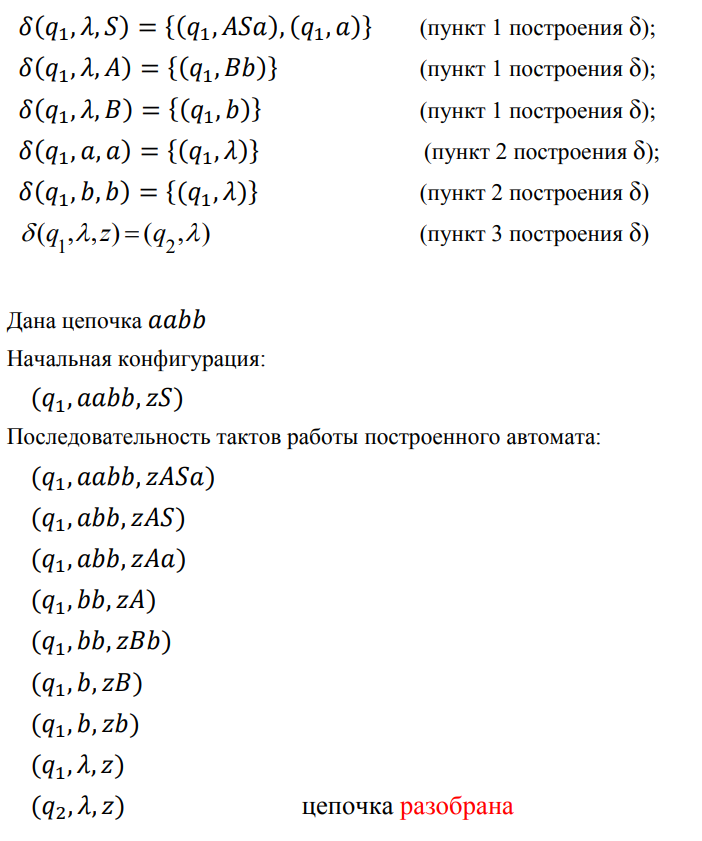 δ(q₁, λ, S) = {(q₁, ASa), (q₁, a)} (пункт 1 построения δ);
δ(q₁, λ, A) = {(q₁, Bb)} (пункт 1 построения δ);
δ(q₁, λ, B) = {(q₁, b)} (пункт 1 построения δ);
δ(q₁, a, a) = {(q₁, λ)} (пункт 2 построения δ);
δ(q₁, b, b) = {(q₁, λ)} (пункт 2 построения δ)
δ(q₁,λ,z)=(q₂,λ) (пункт 3 построения δ)
Дана цепочка aabb
Начальная конфигурация:
(q₁, aabb, zS)
Последовательность тактов работы построенного автомата:
(q₁, aabb, zASa)
(q₁, abb, zAS)
(q₁, abb, zAa)
(q₁, bb, zA)
(q₁, bb, zBb)
(q₁, b, zB)
(q₁, b, zb)
(q₁, λ, z)
(q₂, λ, z) цепочка разобрана